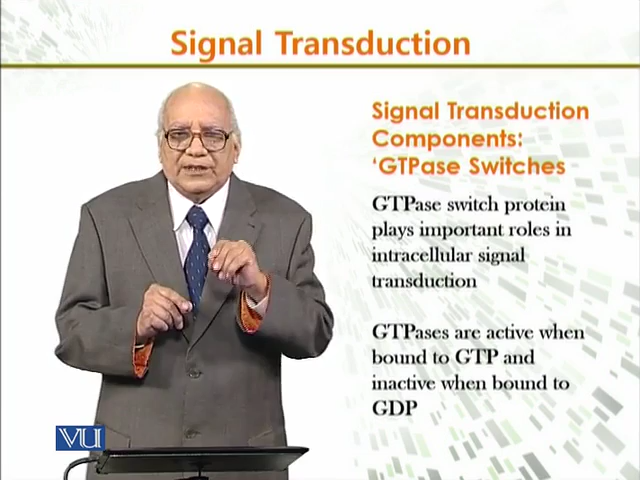 Signal Transduction
Signal Transduction
Components:
‘GTPase Switches
GTPase switch protein
plays important roles in
intracellular signal
transduction
GTPases are active when
bound to GTP and
inactive when bound to
GDP
VU